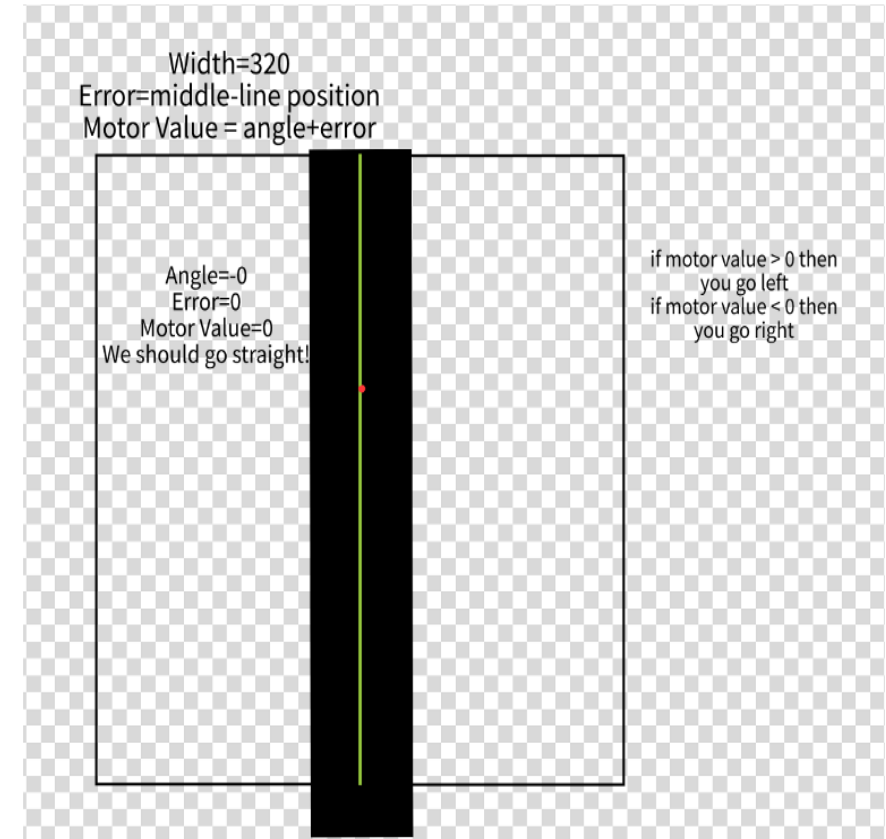 Width=320
Error=middle-line position
Motor Value = angle+error
Angle=-0
Error=0
Motor Value=0
We should go straight!
if motor value > 0 then
you go left
if motor value < 0 then
you go right